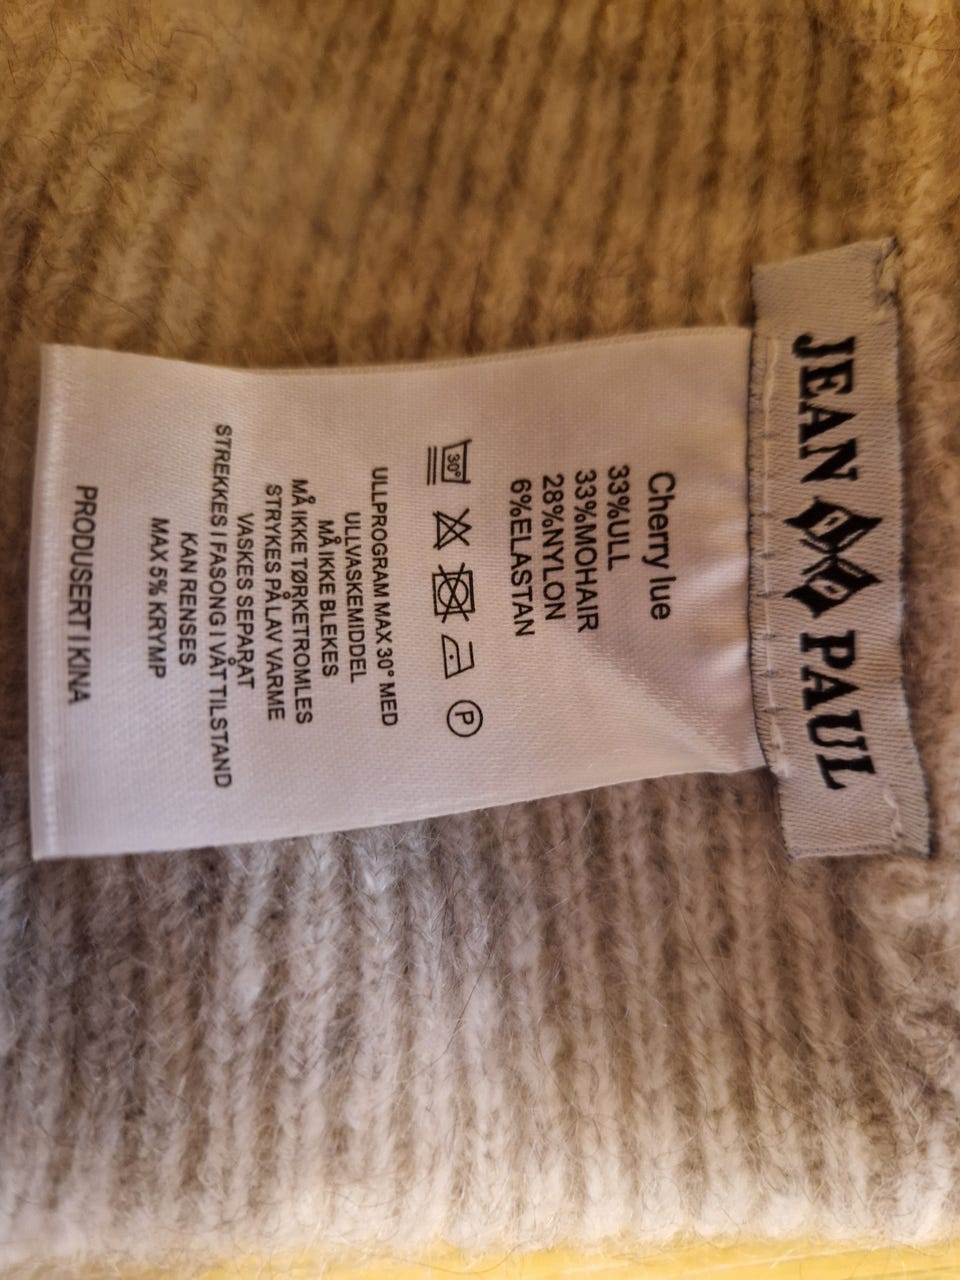 JEAN PAUL
Cherry lue
33%ULL
33%MOHAIR
28%NYLON
6%ELASTAN
30°
P
ULLPROGRAM MAX 30° MED
ULLVASKEMIDDEL
MÅ IKKE BLEKES
MÅ IKKE TØRKETROMLES
STRYKES PÅ LAV VARME
VASKES SEPARAT
STREKKES I FASONG I VÅT TILSTAND
KAN RENSES
MAX 5% KRYMP
PRODUSERT I KINA